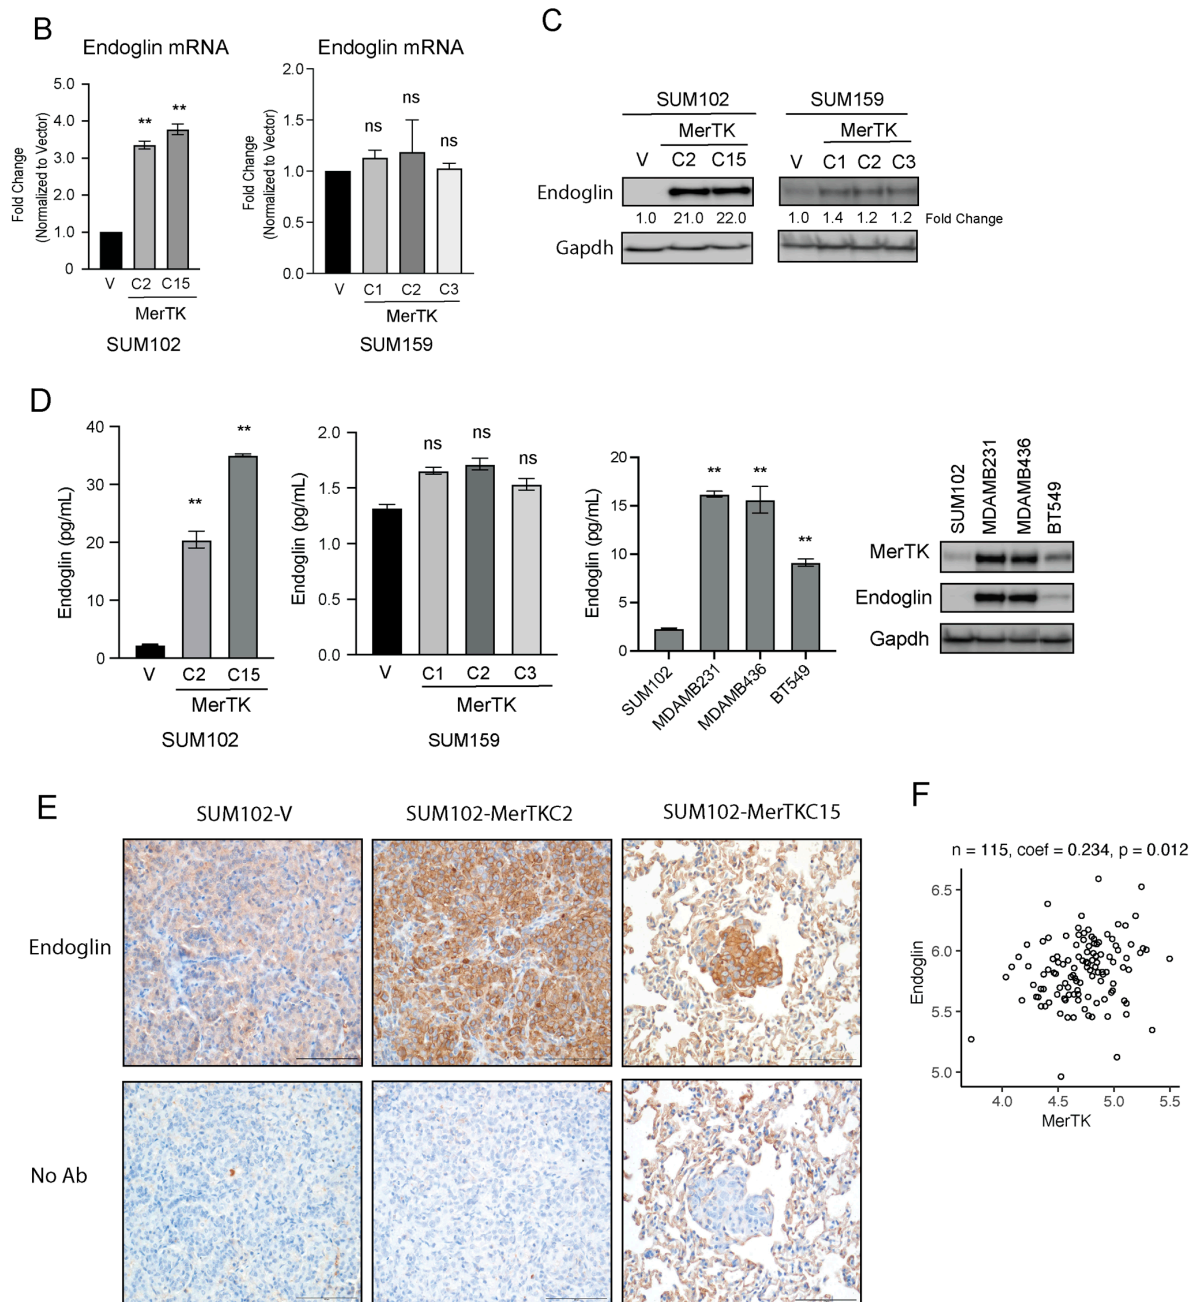 B
Endoglin mRNA
Fold Change
(Normalized to Vector)
5.0
4.0
3.0
2.0
1.0
0
**
**
V
C2
C15
MerTK
SUM102
Endoglin mRNA
Fold Change
(Normalized to Vector)
2.0
1.5
1.0
0.5
0.0
ns
ns
ns
V
C1
C2
C3
MerTK
SUM159
C
SUM102
SUM159
MerTK
MerTK
V
C2
C15
V
C1
C2
C3
Endoglin
1.0
21.0
22.0
1.0
1.4
1.2
1.2
Fold Change
Gapdh
D
Endoglin (pg/mL)
40
30
20
10
0
**
**
V
C2
C15
MerTK
SUM102
Endoglin (pg/mL)
2.0
1.5
1.0
0.5
0.0
ns
ns
ns
V
C1
C2
C3
MerTK
SUM159
Endoglin (pg/mL)
20
15
10
5
0
**
**
**
SUM102
MDAMB231
MDAMB436
BT549
SUM102
MDAMB231
MDAMB436
BT549
MerTK
Endoglin
Gapdh
E
SUM102-V
SUM102-MerTKC2
SUM102-MerTKC15
Endoglin
No Ab
F
n = 115, coef = 0.234, p = 0.012
Endoglin
6.5
6.0
5.5
5.0
4.0
4.5
5.0
5.5
MerTK